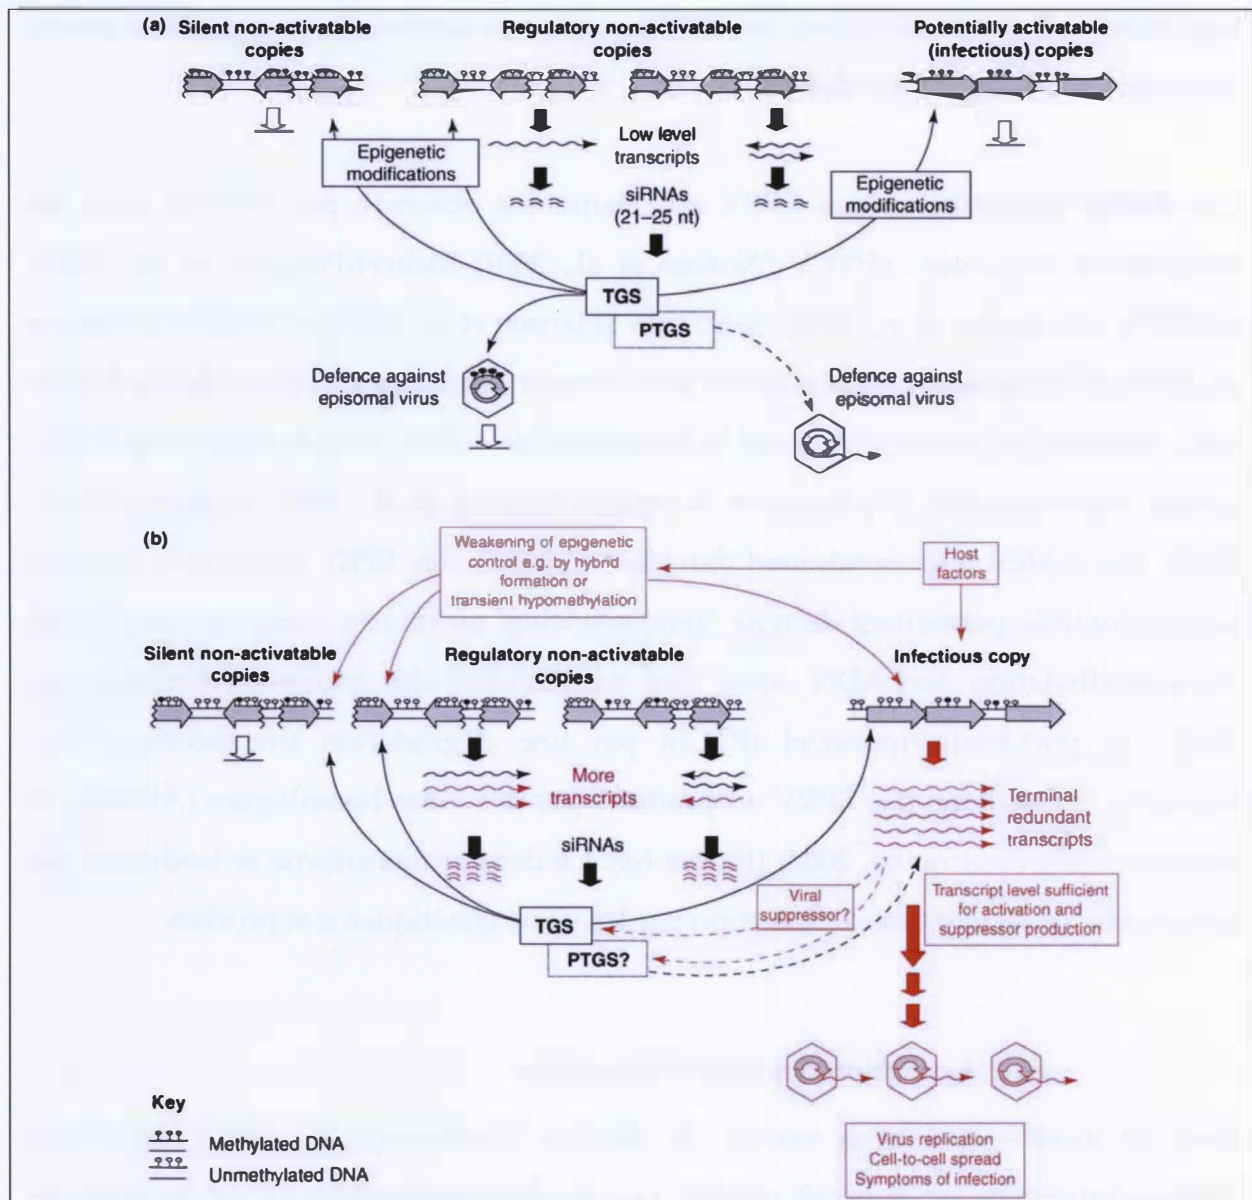 (a)
Silent non-activatable
copies
Regulatory non-activatable
copies
Potentially activatable
(infectious) copies
Epigenetic
modifications
Low level
transcripts
siRNAs
(21–25 nt)
Epigenetic
modifications
TGS
PTGS
Defence against
episomal virus
Defence against
episomal virus
(b)
Weakening of epigenetic
control e.g. by hybrid
formation or
transient hypomethylation
Host
factors
Silent non-activatable
copies
Regulatory non-activatable
copies
Infectious copy
More
transcripts
Terminal
redundant
transcripts
siRNAs
Viral
suppressor?
Transcript level sufficient
for activation and
suppressor production
TGS
PTGS?
Key
Methylated DNA
Unmethylated DNA
Virus replication
Cell-to-cell spread
Symptoms of infection